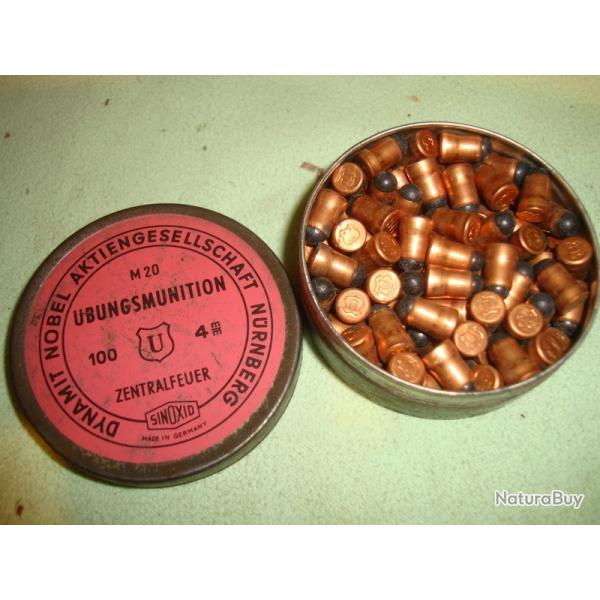 DYNAMIT NOBEL AKTIENGESELLSCHAFT NÜRNBERG
M 20
ÜBUNGSMUNITION
100 U 4 mm
ZENTRALFEUER
SINOXID
MADE IN GERMANY
NaturaBuy